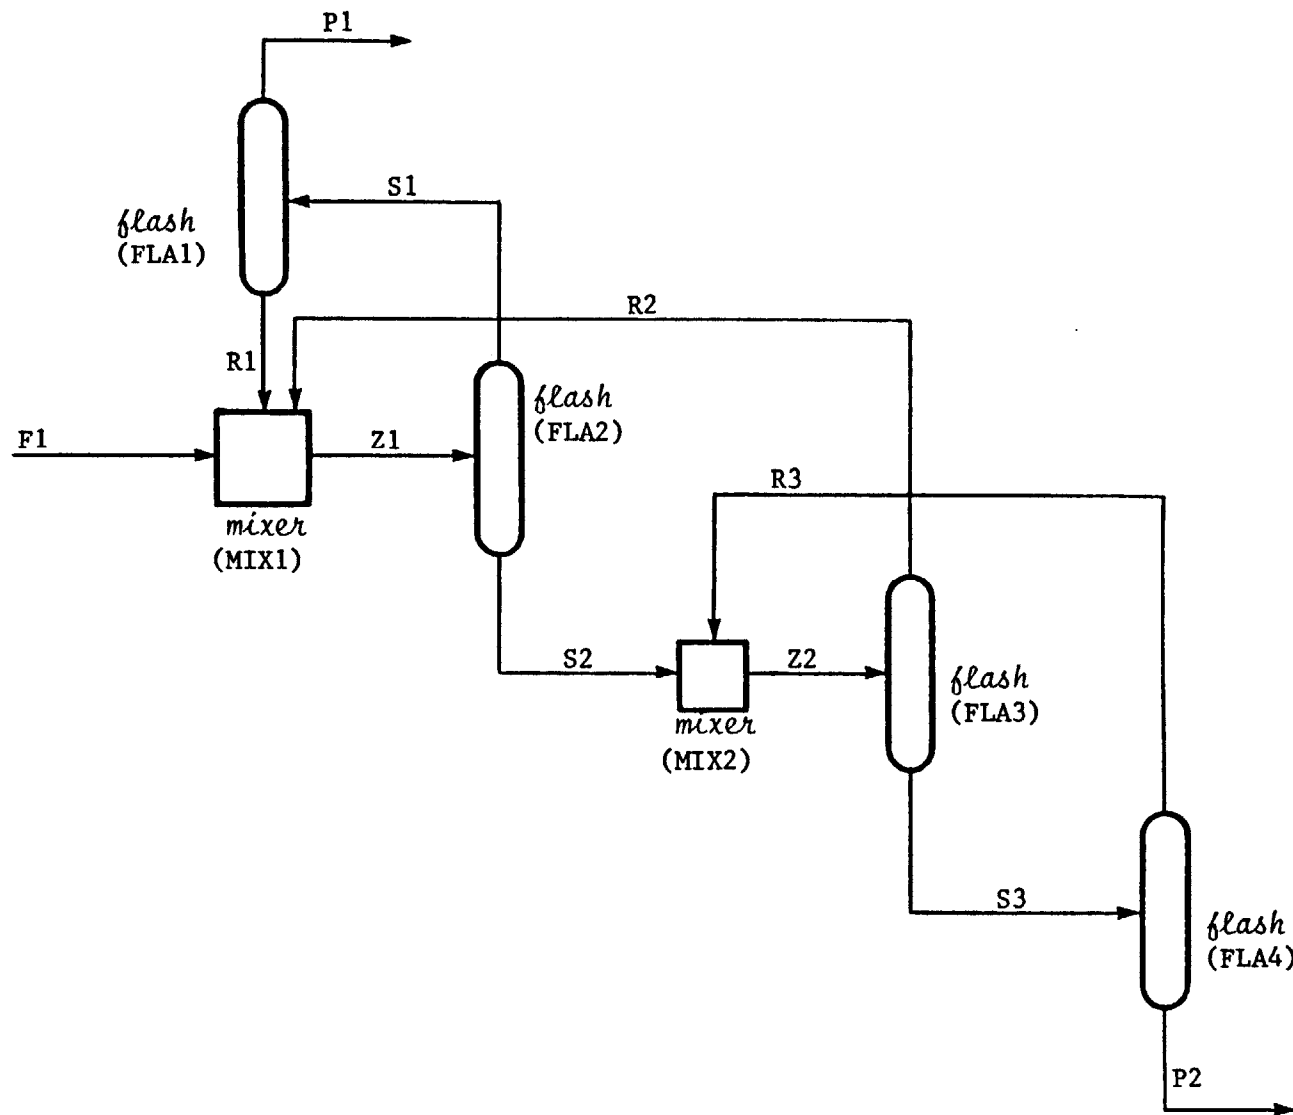 P1
S1
flash
(FLA1)
R2
R1
flash
(FLA2)
F1
Z1
R3
mixer
(MIX1)
S2
Z2
flash
(FLA3)
mixer
(MIX2)
S3
flash
(FLA4)
P2